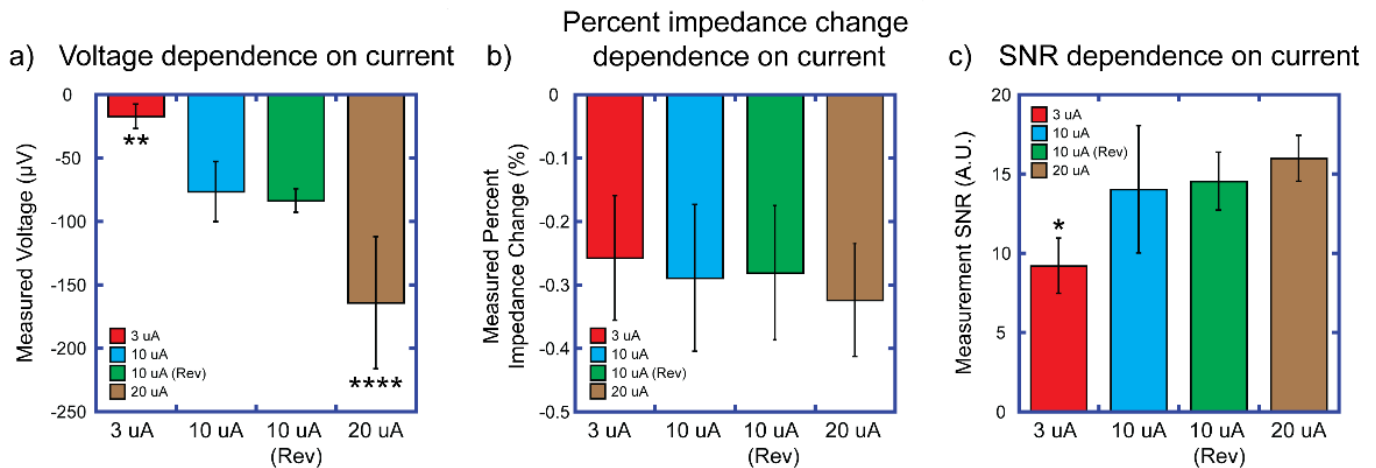 a) Voltage dependence on current
Measured Voltage (µV)
0
-50
-100
-150
-200
-250
**
****
3 uA
10 uA
10 uA (Rev)
20 uA
3 uA
10 uA
10 uA
(Rev)
20 uA
b) Percent impedance change
dependence on current
Measured Percent
Impedance Change (%)
0
-0.1
-0.2
-0.3
-0.4
-0.5
3 uA
10 uA
10 uA (Rev)
20 uA
3 uA
10 uA
10 uA
(Rev)
20 uA
c) SNR dependence on current
Measurement SNR (A.U.)
20
15
10
5
0
3 uA
10 uA
10 uA (Rev)
20 uA
*
3 uA
10 uA
10 uA
(Rev)
20 uA